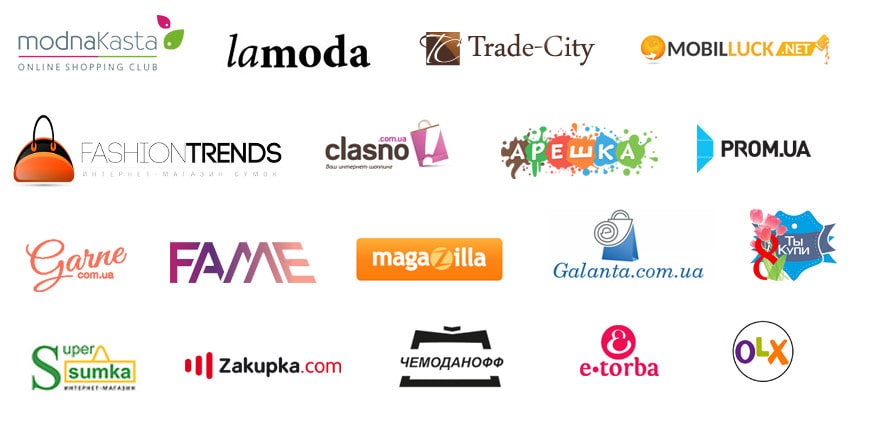 modnaKasta
ONLINE SHOPPING CLUB
lamoda
TC Trade-City
MOBILLUCK.NET
FASHIONTRENDS
ИНТЕРНЕТ-МАГАЗИН СУМОК
.com.ua
clasno
Ваш интернет-шоппинг
АРЕШКА
PROM.UA
Garne
com.ua
FAME
magaZilla
Galanta.com.ua
Ты
Купи
8
Super
sumka
ИНТЕРНЕТ-МАГАЗИН
Zakupka.com
ЧЕМОДАНОФФ
e•torba
OLX